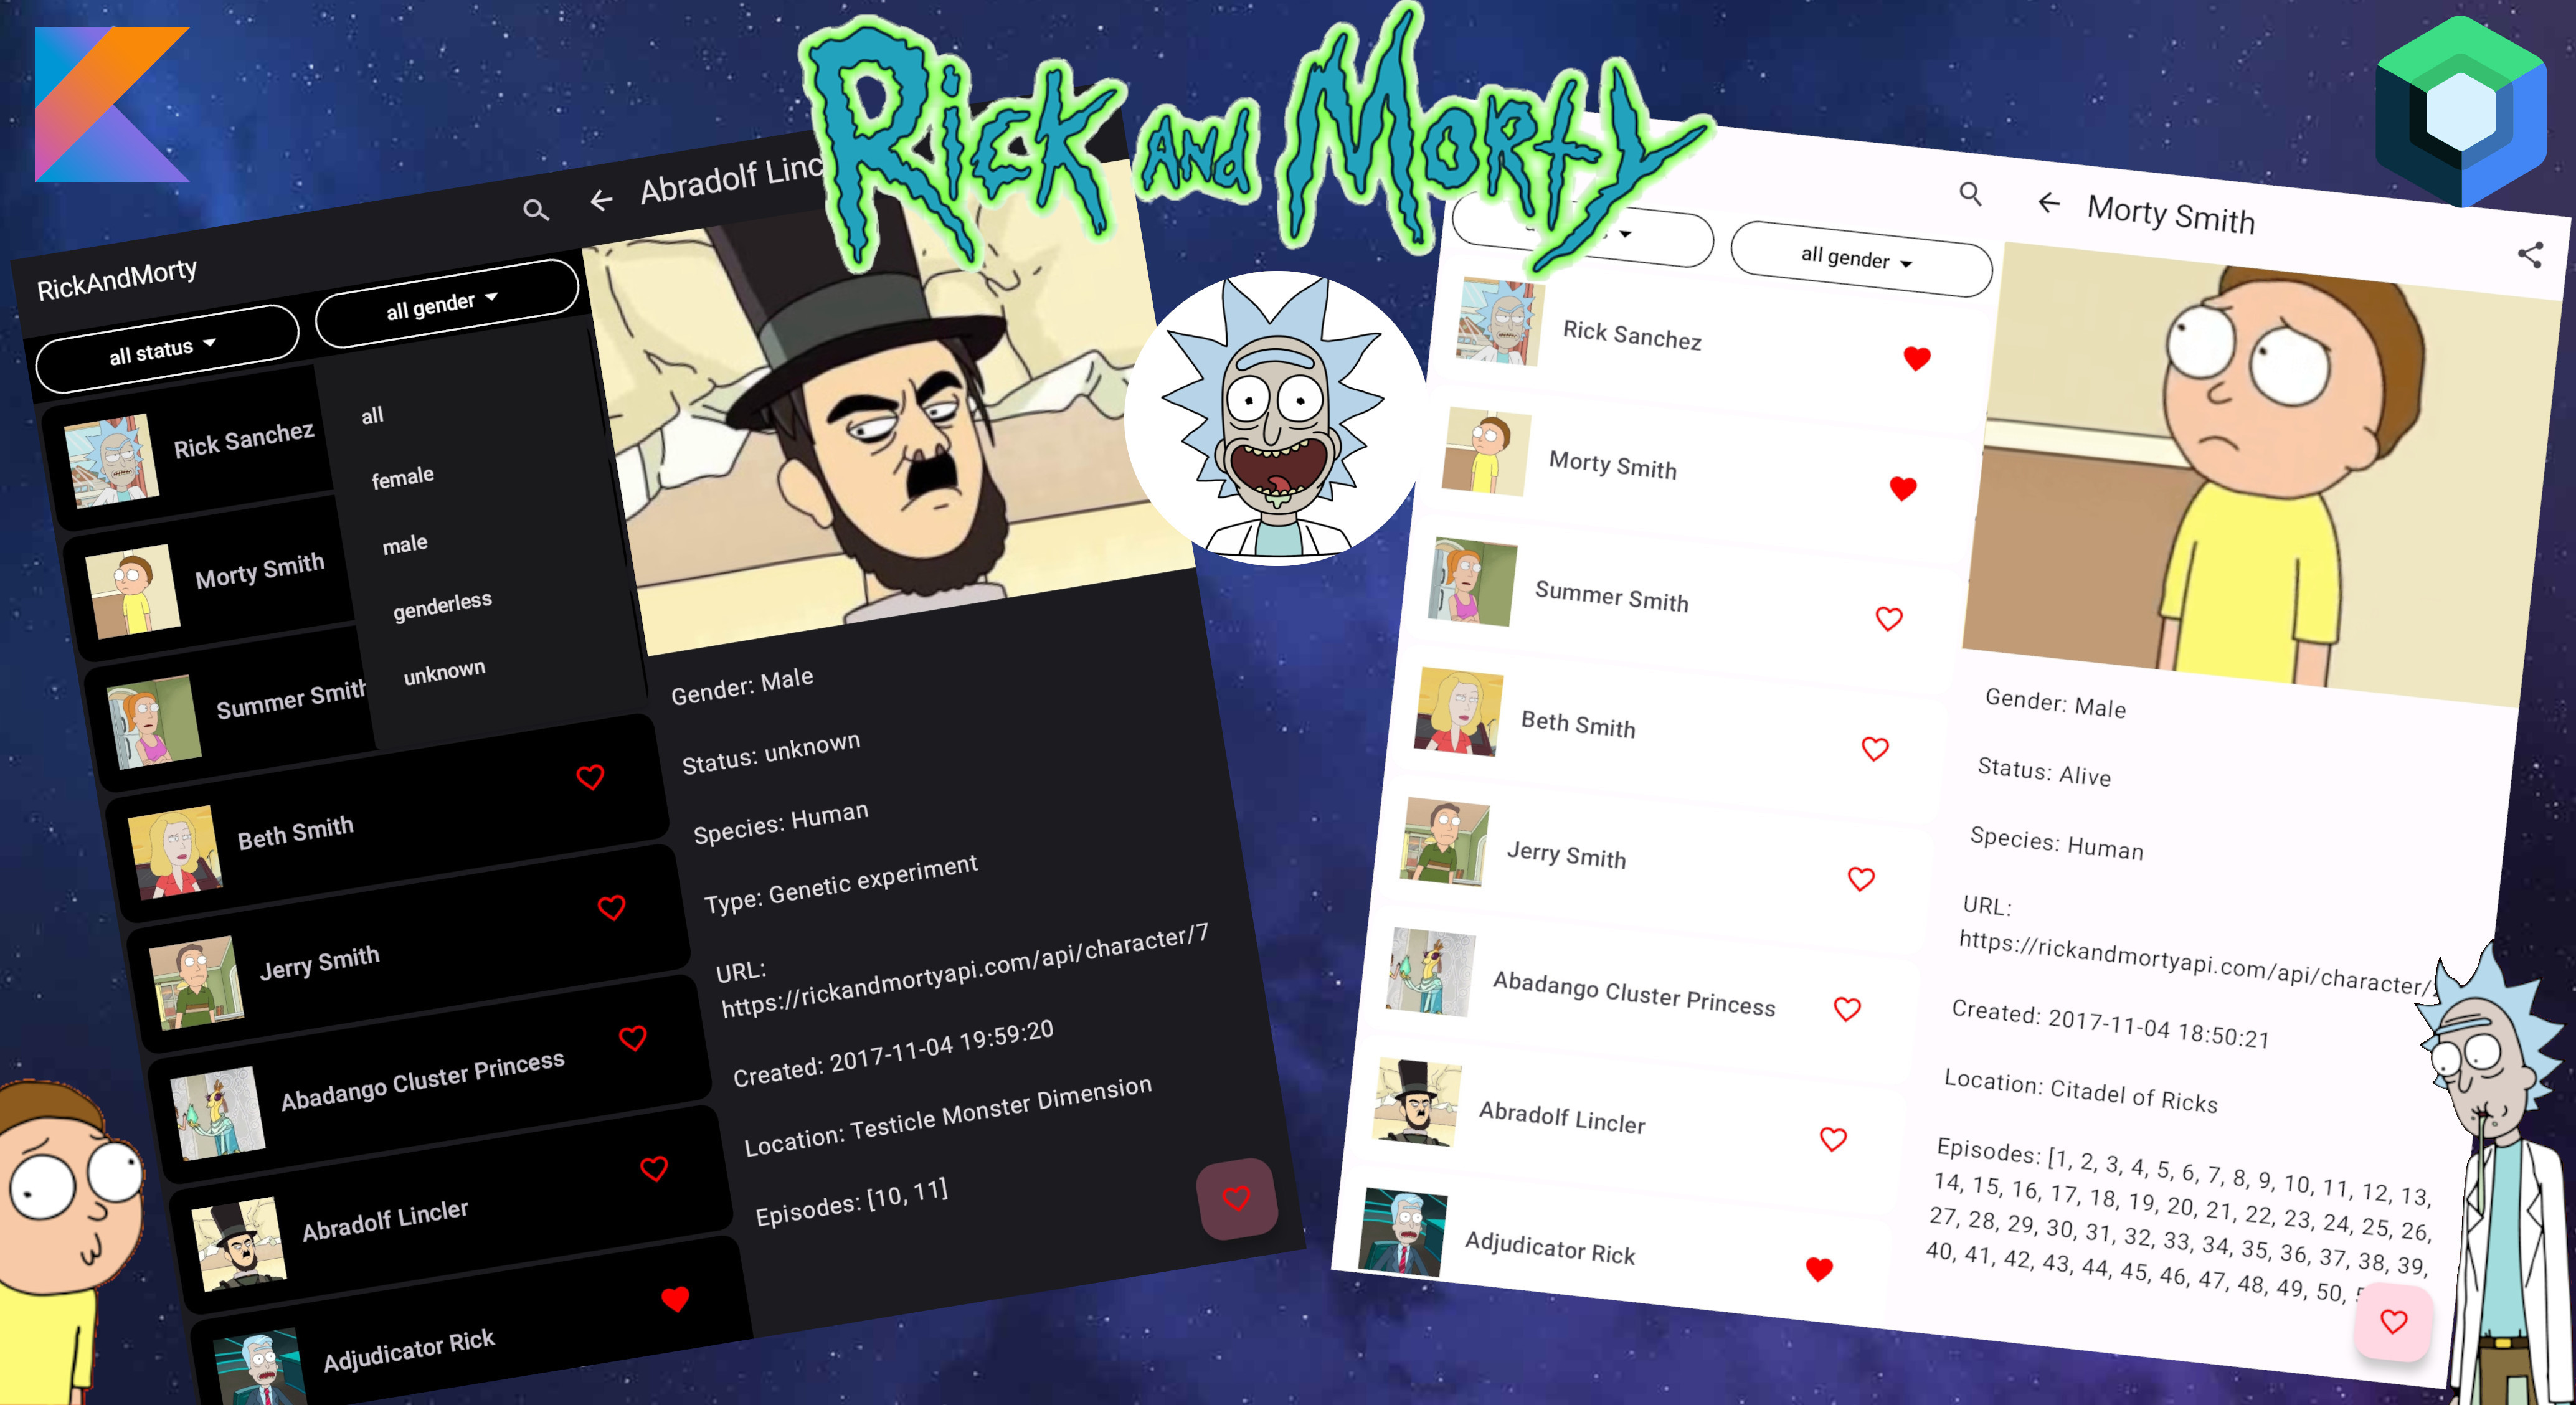 Rick and Morty
RickAndMorty
all status
all gender
Rick Sanchez
Morty Smith
Summer Smith
Beth Smith
Jerry Smith
Abadango Cluster Princess
Abradolf Lincler
Adjudicator Rick
all
female
male
genderless
unknown
Abradolf
Gender: Male
Status: unknown
Species: Human
Type: Genetic experiment
URL:
https://rickandmortyapi.com/api/character/7
Created: 2017-11-04 19:59:20
Location: Testicle Monster Dimension
Episodes: [10, 11]
all gender
Rick Sanchez
Morty Smith
Summer Smith
Beth Smith
Jerry Smith
Abadango Cluster Princess
Abradolf Lincler
Adjudicator Rick
Morty Smith
Gender: Male
Status: Alive
Species: Human
URL:
https://rickandmortyapi.com/api/character/
Created: 2017-11-04 18:50:21
Location: Citadel of Ricks
Episodes: [1, 2, 3, 4, 5, 6, 7, 8, 9, 10, 11, 12, 13,
14, 15, 16, 17, 18, 19, 20, 21, 22, 23, 24, 25, 26,
27, 28, 29, 30, 31, 32, 33, 34, 35, 36, 37, 38, 39,
40, 41, 42, 43, 44, 45, 46, 47, 48, 49, 50,